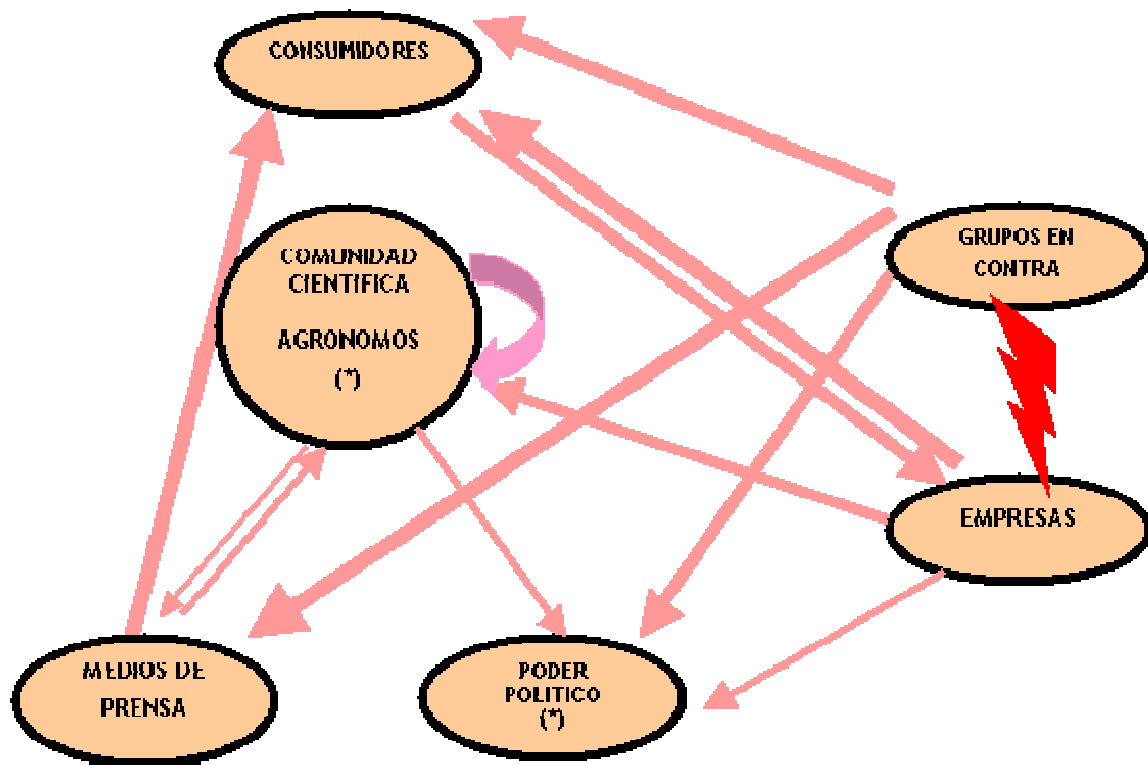 CONSUMIDORES
COMUNIDAD
CIENTIFICA
AGRONOMOS
(*)
GRUPOS EN
CONTRA
EMPRESAS
MEDIOS DE
PRENSA
PODER
POLITICO
(*)